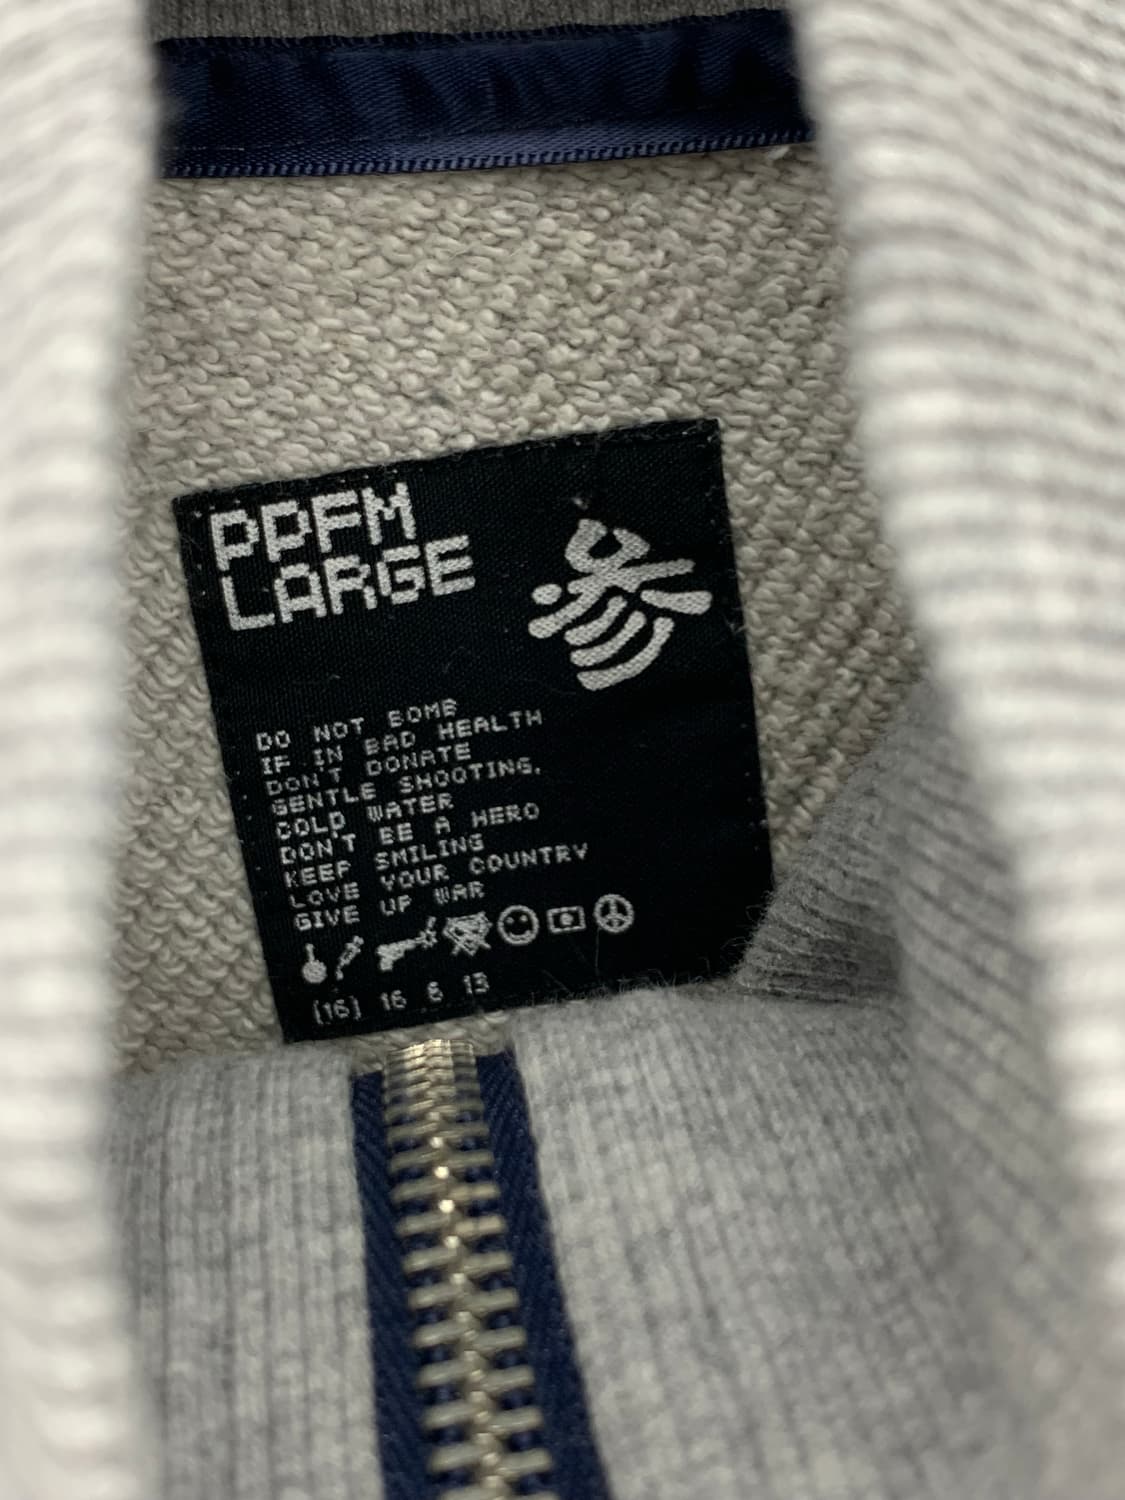 PPFM
LARGE
DO NOT BOMB
IF IN BAD HEALTH
DON'T DONATE
GENTLE SHOOTING.
COLD WATER
DON'T BE A HERO
KEEP SMILING
LOVE YOUR COUNTRY
GIVE UP WAR
(16) 16 8 13